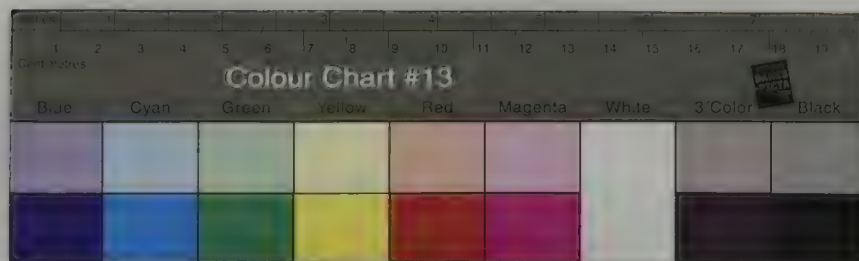 1 2 3 4 5 6 7
1 2 3 4 5 6 7 8 9 10 11 12 13 14 15 16 17 18 19
Centimetres
Colour Chart #13
Blue Cyan Green Yellow Red Magenta White 3/Color Black